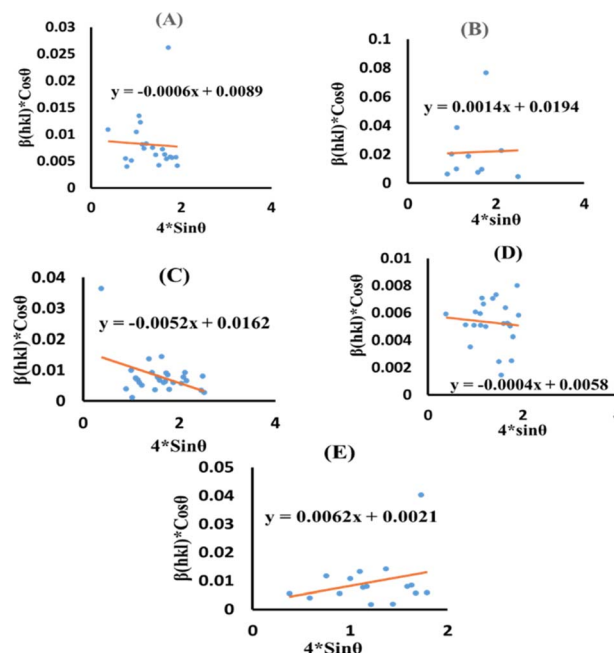 (A)
β(hkl)*Cosθ
0.03
0.025
0.02
0.015
0.01
0.005
0
y = -0.0006x + 0.0089
0 2 4
4*Sinθ
(B)
β(hkl)*Cosθ
0.1
0.08
0.06
0.04
0.02
0
y = 0.0014x + 0.0194
0 2 4
4*sinθ
(C)
β(hkl)*Cosθ
0.04
0.03
0.02
0.01
0
y = -0.0052x + 0.0162
0 2 4
4*Sinθ
(D)
β(hkl)*Cosθ
0.01
0.008
0.006
0.004
0.002
0
y = -0.0004x + 0.0058
0 2 4
4*sinθ
(E)
β(hkl)*Cosθ
0.05
0.04
0.03
0.02
0.01
0
y = 0.0062x + 0.0021
0 1 2
4*Sinθ